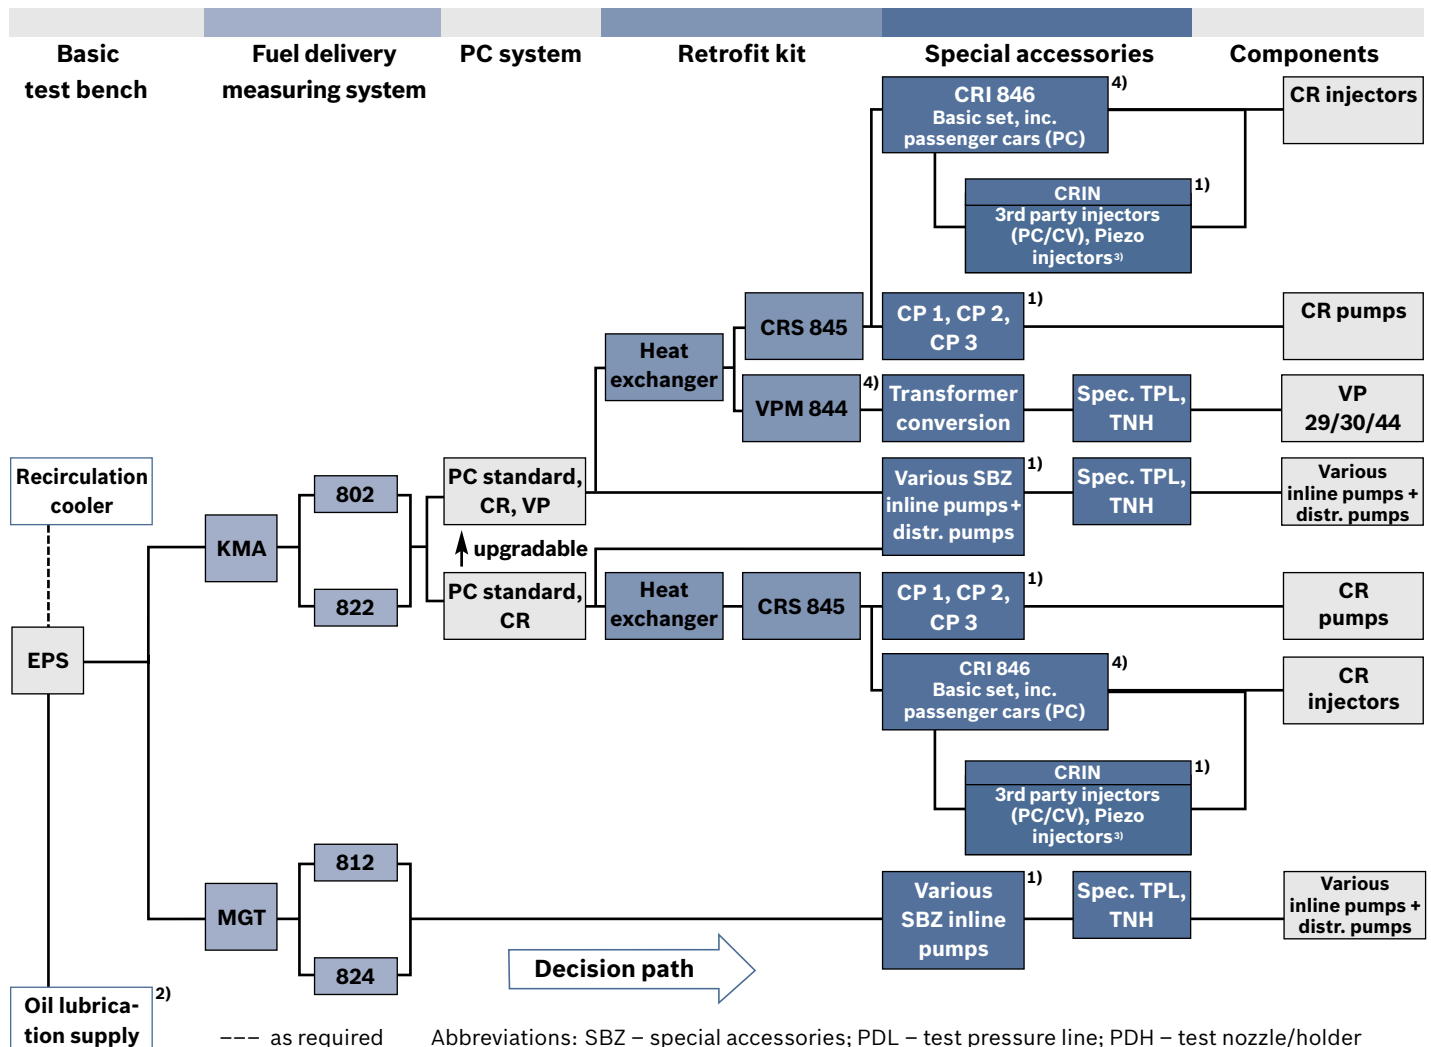 Basic
test bench
Fuel delivery
measuring system
PC system
Retrofit kit
Special accessories
Components
CRI 846
Basic set, inc.
passenger cars (PC)
4)
CR injectors
CRIN
1)
3rd party injectors
(PC/CV), Piezo
injectors3)
Heat
exchanger
CRS 845
CP 1, CP 2,
CP 3
1)
CR pumps
VPM 844
4)
Transformer
conversion
Spec. TPL,
TNH
VP
29/30/44
Recirculation
cooler
KMA
802
822
PC standard,
CR, VP
upgradable
PC standard,
CR
Various SBZ
inline pumps +
distr. pumps
1)
Spec. TPL,
TNH
Various
inline pumps +
distr. pumps
Heat
exchanger
CRS 845
CP 1, CP 2,
CP 3
1)
CR
pumps
EPS
CRI 846
Basic set, inc.
passenger cars (PC)
4)
CR
injectors
CRIN
1)
3rd party injectors
(PC/CV), Piezo
injectors3)
MGT
812
824
Various
SBZ inline
pumps
1)
Spec. TPL,
TNH
Various
inline pumps +
distr. pumps
Decision path
Oil lubrica-
tion supply
2)
--- as required
Abbreviations: SBZ – special accessories; PDL – test pressure line; PDH – test nozzle/holder